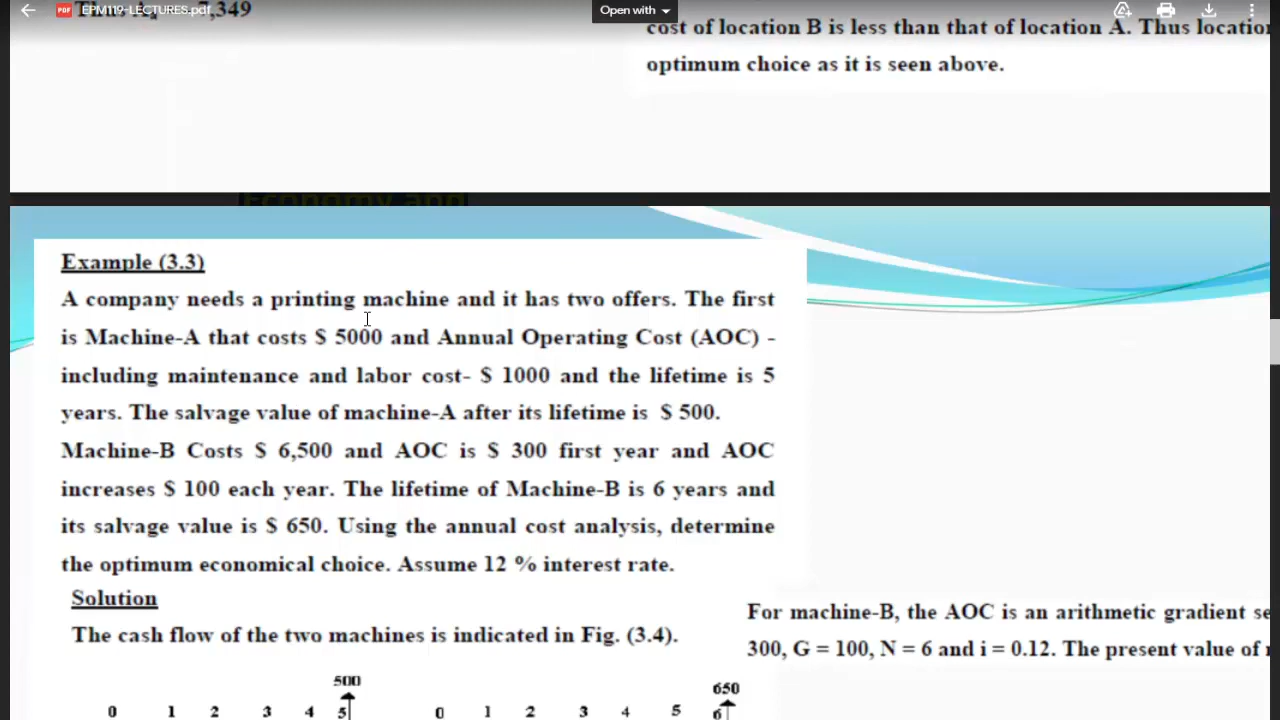 EPM119-LECTURES.pdf
7,349
Open with
cost of location B is less than that of location A. Thus
optimum choice as it is seen above.
Example (3.3)
A company needs a printing machine and it has two offers. The first
is Machine-A that costs $ 5000 and Annual Operating Cost (AOC) -
including maintenance and labor cost- $ 1000 and the lifetime is 5
years. The salvage value of machine-A after its lifetime is $ 500.
Machine-B Costs $ 6,500 and AOC is $ 300 first year and AOC
increases $ 100 each year. The lifetime of Machine-B is 6 years and
its salvage value is $ 650. Using the annual cost analysis, determine
the optimum economical choice. Assume 12 % interest rate.
Solution
The cash flow of the two machines is indicated in Fig. (3.4).
For machine-B, the AOC is an arithmetic gradient
300, G = 100, N = 6 and i = 0.12. The present value of
500
650
0 1 2 3 4 5
0 1 2 3 4 5 6